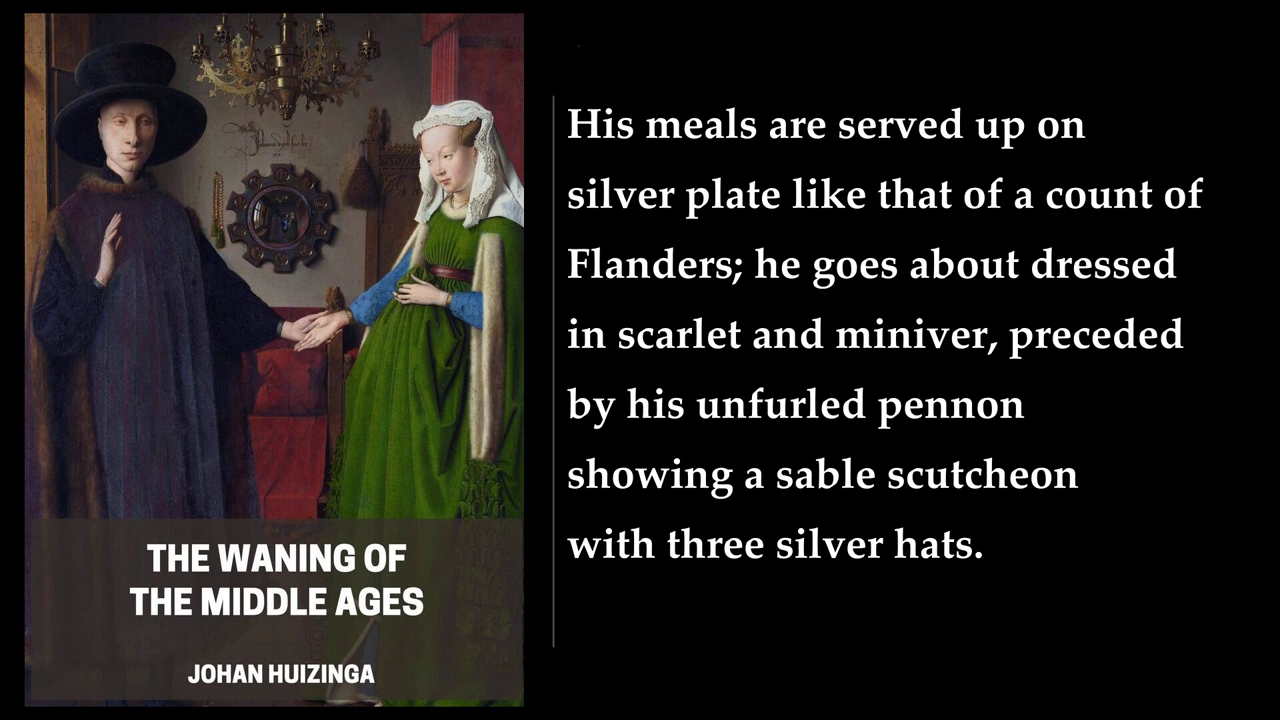 THE WANING OF
THE MIDDLE AGES
JOHAN HUIZINGA
His meals are served up on
silver plate like that of a count of
Flanders; he goes about dressed
in scarlet and miniver, preceded
by his unfurled pennon
showing a sable scutcheon
with three silver hats.